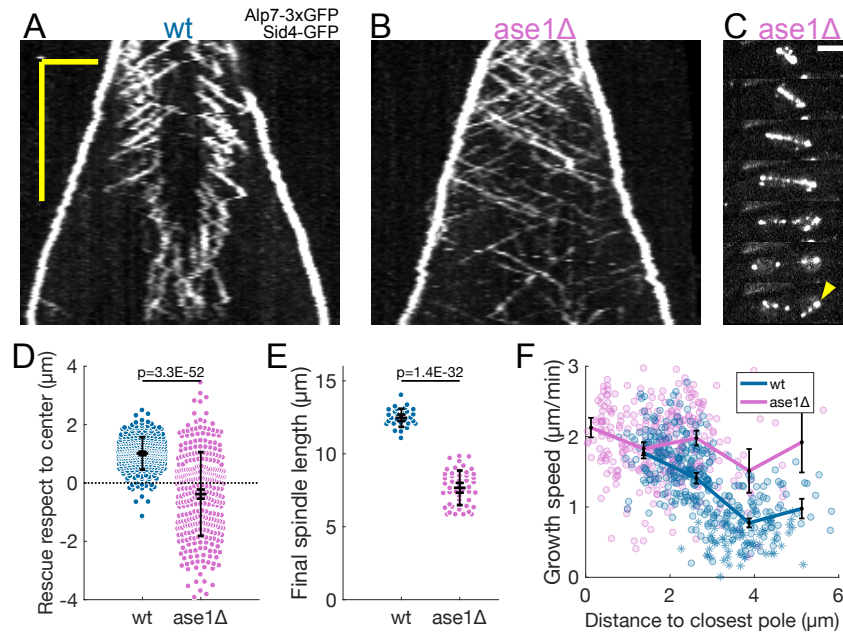 A
wt
Alp7-3xGFP
Sid4-GFP
B
ase1Δ
C
ase1Δ
D
p=3.3E-52
Rescue respect to center (μm)
4
2
0
-2
-4
wt
ase1Δ
E
p=1.4E-32
Final spindle length (μm)
15
10
5
0
wt
ase1Δ
F
wt
ase1Δ
Growth speed (μm/min)
3
2
1
0
0
2
4
6
Distance to closest pole (μm)